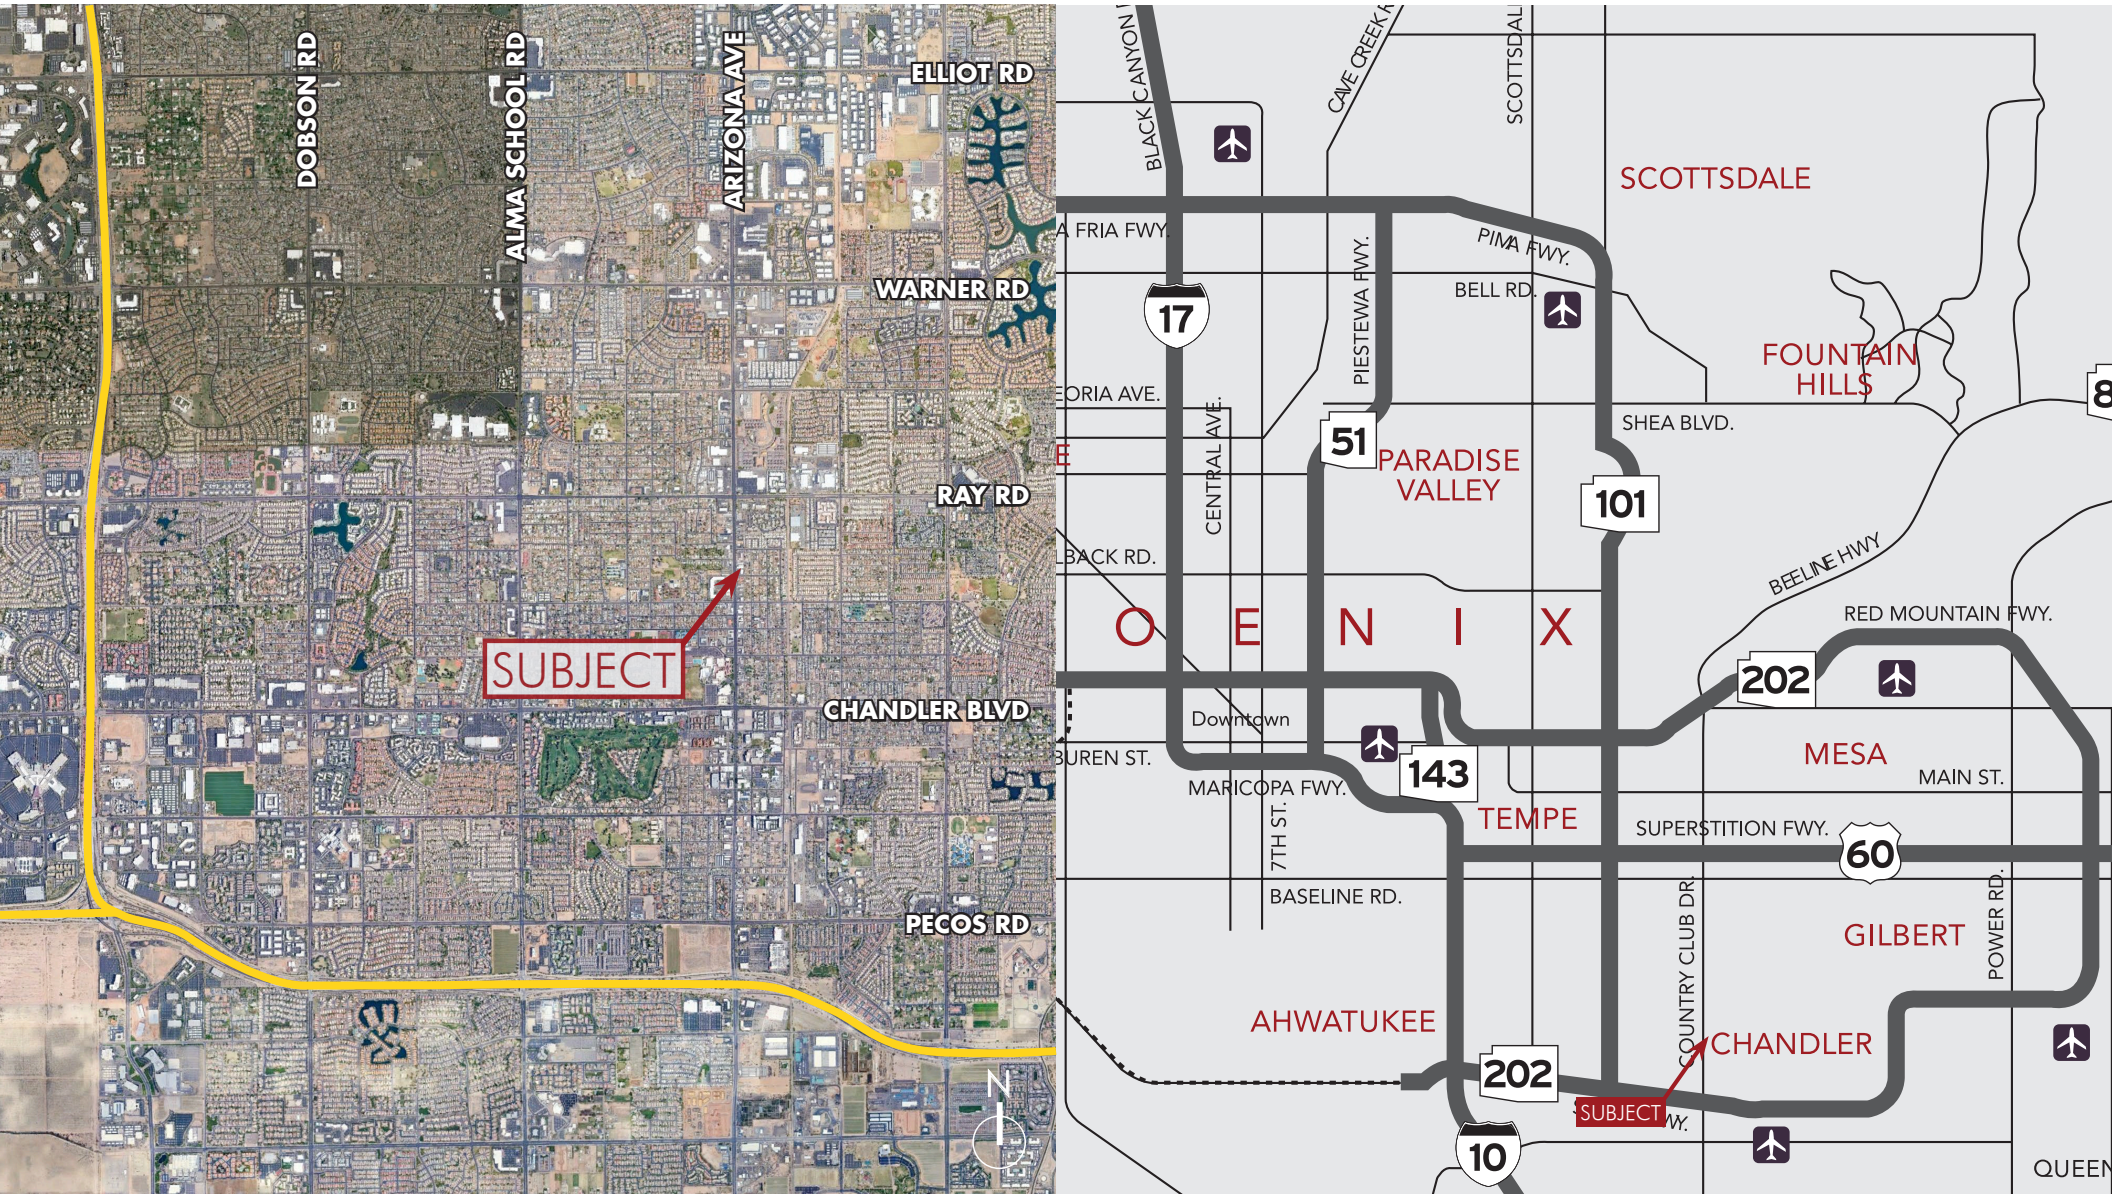 DOBSON RD
ALMA SCHOOL RD
ARIZONA AVE
ELLIOT RD
WARNER RD
RAY RD
SUBJECT
CHANDLER BLVD
PECOS RD
N
BLACK CANYON
CAVE CREEK R
SCOTTSDAL
SCOTTSDALE
A FRIA FWY.
PIMA FWY.
PIESTEWA FWY.
BELL RD.
17
FOUNTAIN
HILLS
EORIA AVE.
8
CENTRAL AVE.
SHEA BLVD.
51
E
PARADISE
VALLEY
101
LBACK RD.
BEELINE HWY
O E N I X
RED MOUNTAIN FWY.
202
Downtown
BUREN ST.
MESA
143
MAIN ST.
MARICOPA FWY.
TEMPE
7TH ST.
SUPERSTITION FWY.
60
BASELINE RD.
COUNTRY CLUB DR.
POWER RD.
GILBERT
AHWATUKEE
CHANDLER
202
SUBJECT
WY.
10
QUEEN